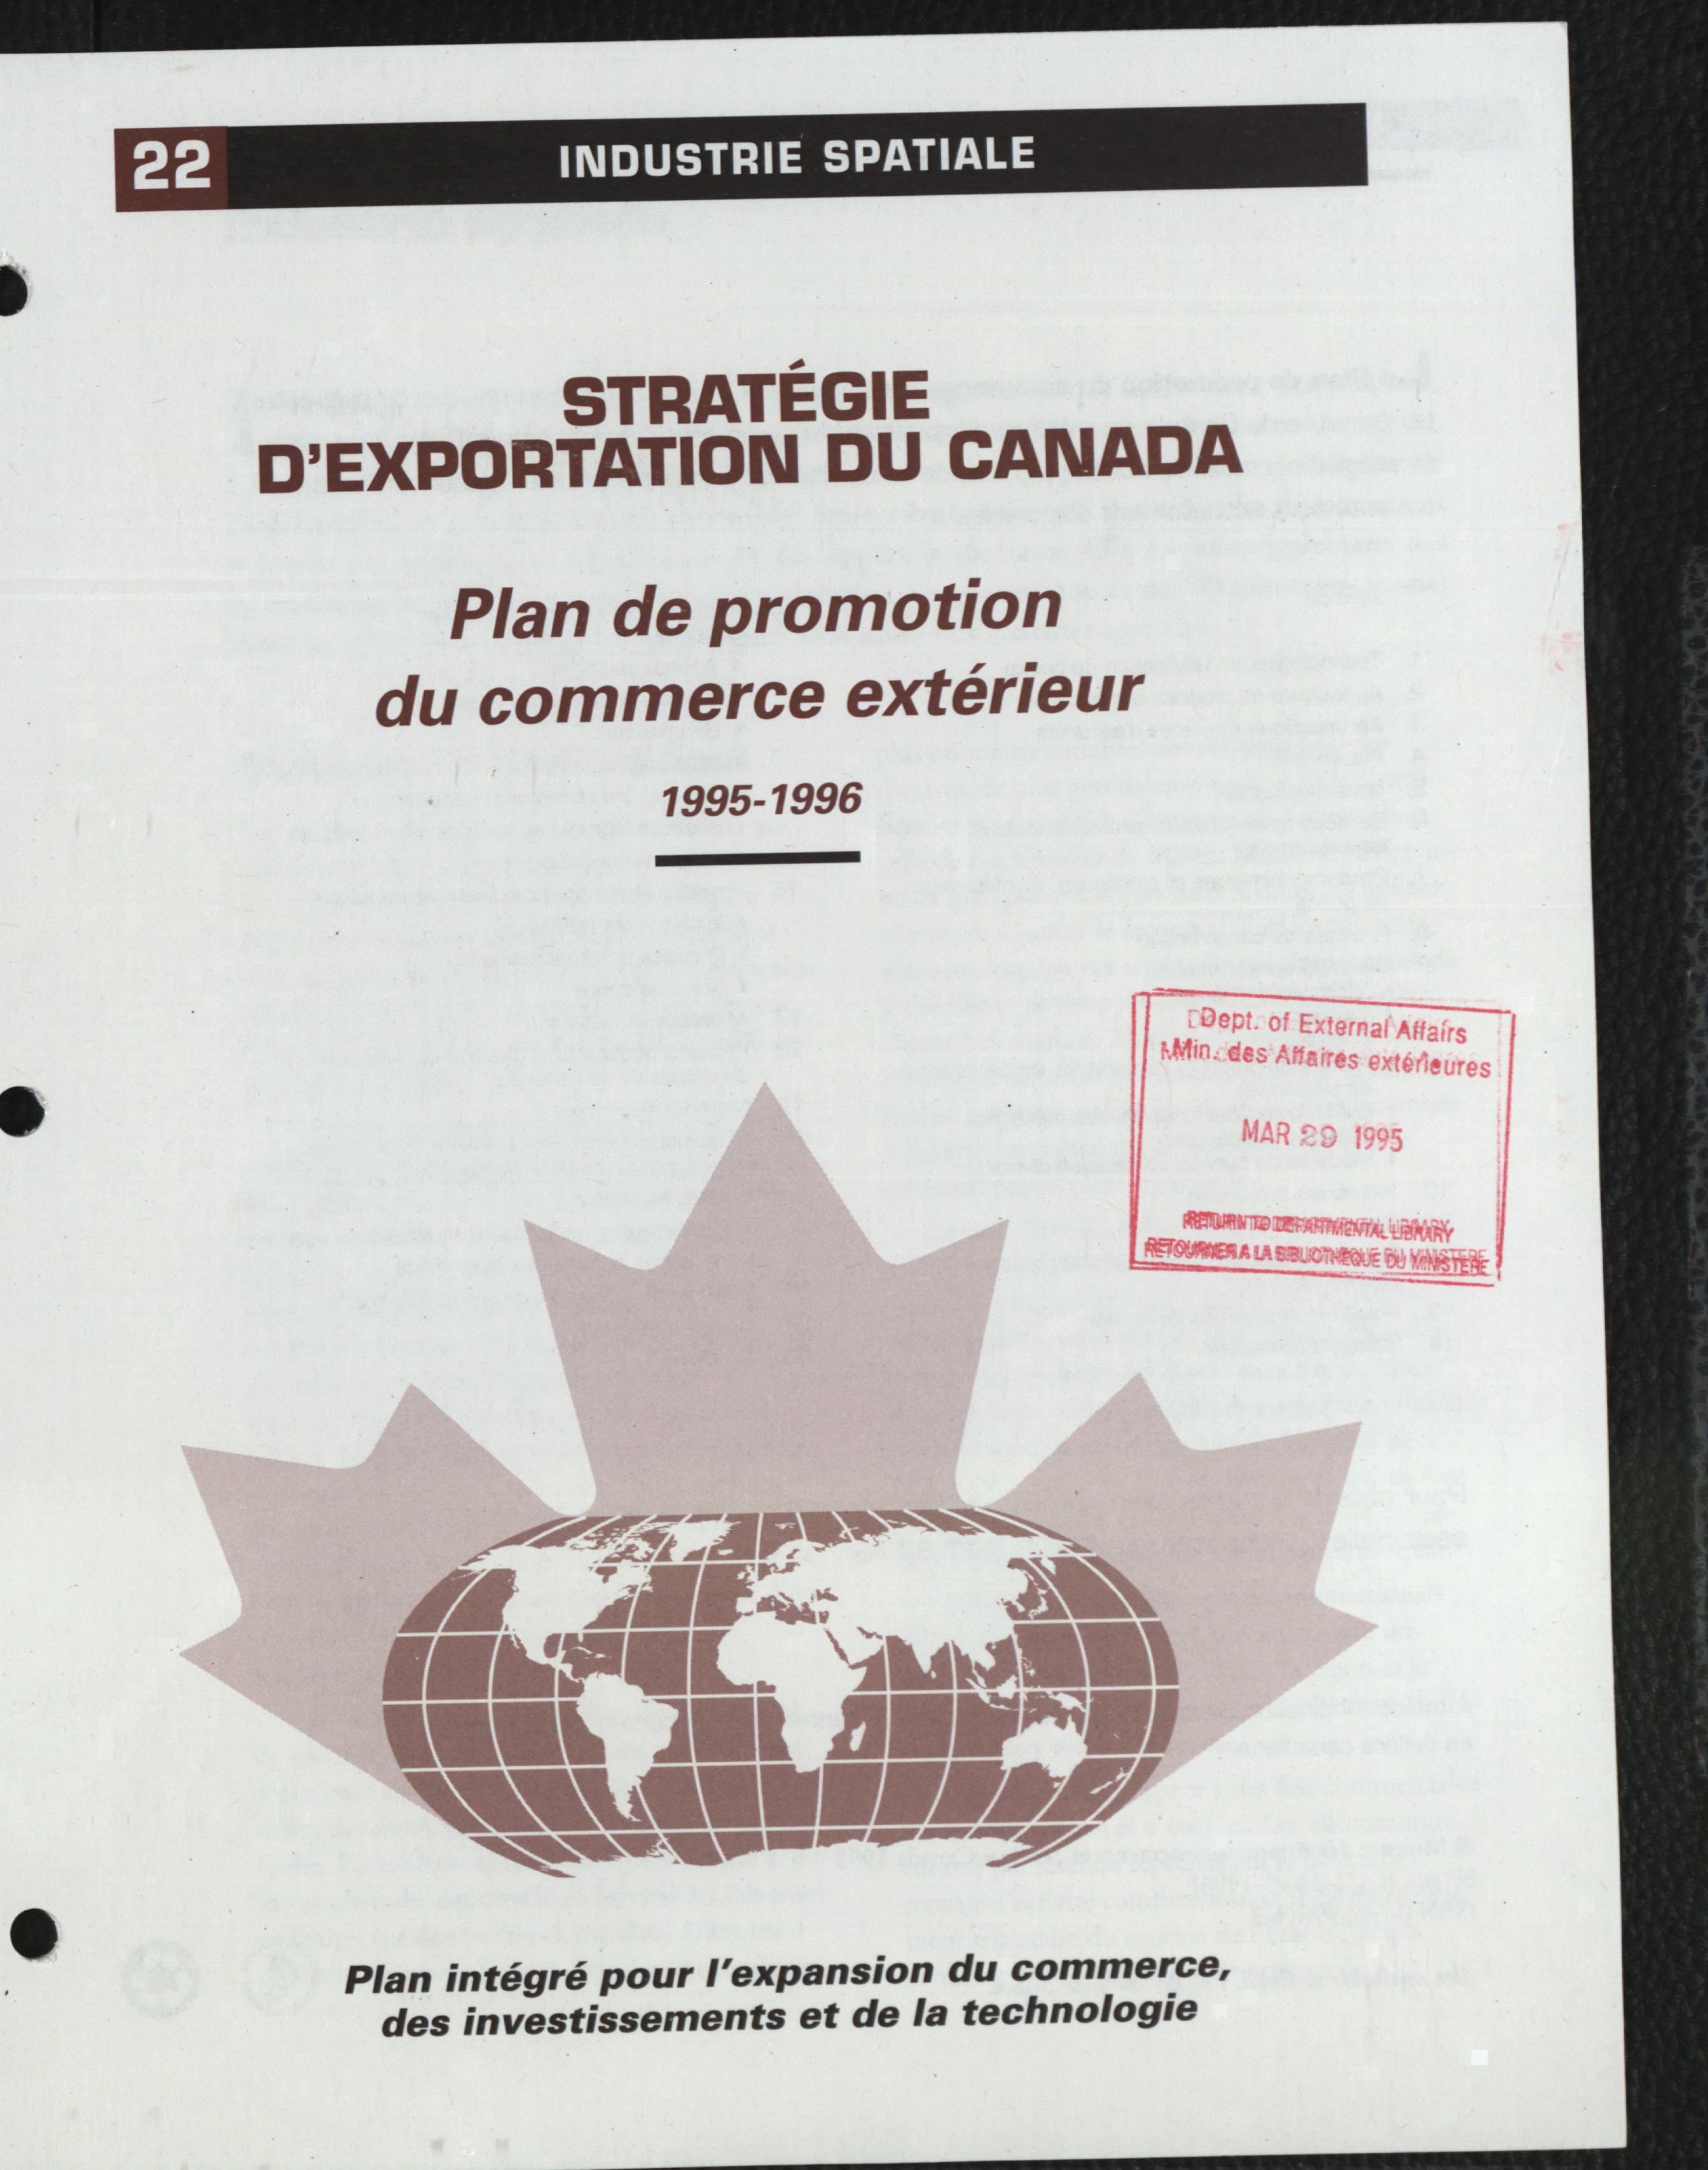 22 INDUSTRIE SPATIALE
STRATÉGIE
D'EXPORTATION DU CANADA
Plan de promotion
du commerce extérieur
1995-1996
Dept. of External Affairs
Min. des Affaires extérieures
MAR 29 1995
RETURN TO DEPARTMENTAL LIBRARY
RETOURNER A LA BIBLIOTHEQUE DU MINISTERE
Plan intégré pour l'expansion du commerce,
des investissements et de la technologie